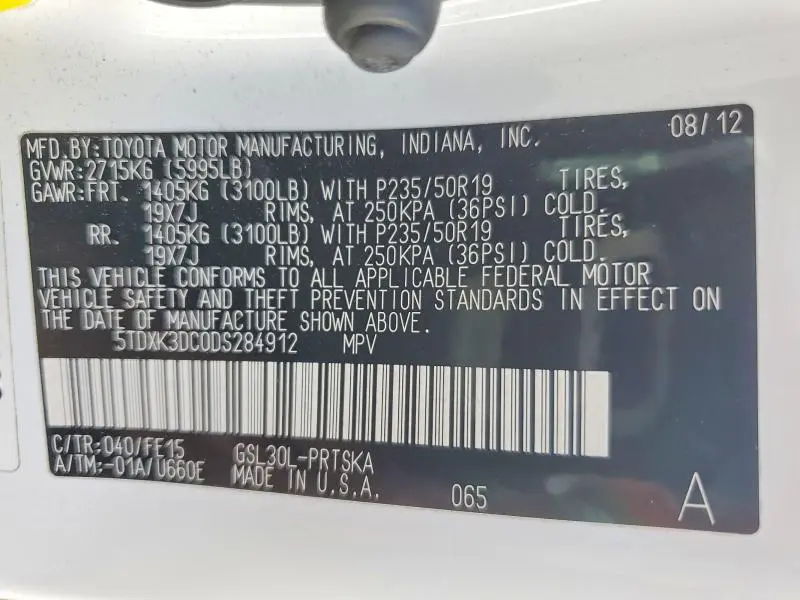 MFD.BY:TOYOTA MOTOR MANUFACTURING, INDIANA, INC. 08/12
GVWR:2715KG (5995LB)
GAWR:FRT. 1405KG (3100LB) WITH P235/50R19 TIRES,
19X7J RIMS, AT 250KPA (36PSI) COLD.
RR. 1405KG (3100LB) WITH P235/50R19 TIRES,
19X7J RIMS, AT 250KPA (36PSI) COLD.
THIS VEHICLE CONFORMS TO ALL APPLICABLE FEDERAL MOTOR
VEHICLE SAFETY AND THEFT PREVENTION STANDARDS IN EFFECT ON
THE DATE OF MANUFACTURE SHOWN ABOVE.
5TDXK3DC0DS284912 MPV
C/TR:040/FE15 GSL30L-PRTSKA
A/TM:-01A/U660E MADE IN U.S.A. 065 A